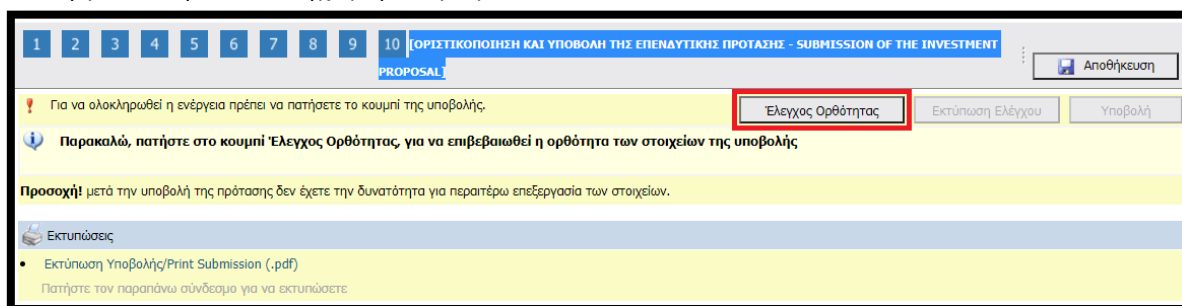 1 2 3 4 5 6 7 8 9 10 [ΟΡΙΣΤΙΚΟΠΟΙΗΣΗ ΚΑΙ ΥΠΟΒΟΛΗ ΤΗΣ ΕΠΕΝΔΥΤΙΚΗΣ ΠΡΟΤΑΣΗΣ - SUBMISSION OF THE INVESTMENT
PROPOSAL]
Αποθήκευση
Για να ολοκληρωθεί η ενέργεια πρέπει να πατήσετε το κουμπί της υποβολής.
Έλεγχος Ορθότητας
Εκτύπωση Ελέγχου
Υποβολή
Παρακαλώ, πατήστε στο κουμπί Έλεγχος Ορθότητας, για να επιβεβαιωθεί η ορθότητα των στοιχείων της υποβολής
Προσοχή! μετά την υποβολή της πρότασης δεν έχετε την δυνατότητα για περαιτέρω επεξεργασία των στοιχείων.
Εκτυπώσεις
• Εκτύπωση Υποβολής/Print Submission (.pdf)
Πατήστε τον παραπάνω σύνδεσμο για να εκτυπώσετε